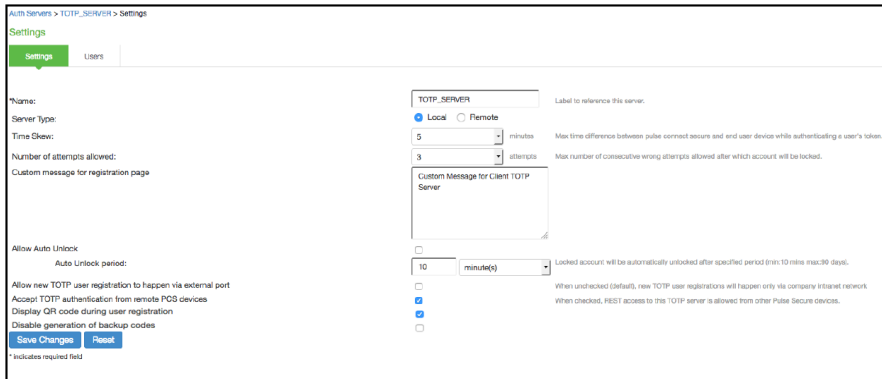 Auth Servers > TOTP_SERVER > Settings
Settings
Settings Users
*Name: TOTP_SERVER Label to reference this server.
Server Type: Local Remote
Time Skew: 5 minutes Max time difference between pulse connect secure and end user device while authenticating a user's token.
Number of attempts allowed: 3 attempts Max number of consecutive wrong attempts allowed after which account will be locked.
Custom message for registration page Custom Message for Client TOTP
Server
Allow Auto Unlock
Auto Unlock period: 10 minute(s) Locked account will be automatically unlocked after specified period (min:10 mins max:90 days).
Allow new TOTP user registration to happen via external port When unchecked (default), new TOTP user registrations will happen only via company intranet network
Accept TOTP authentication from remote PCS devices When checked, REST access to this TOTP server is allowed from other Pulse Secure devices.
Display QR code during user registration
Disable generation of backup codes
Save Changes Reset
* indicates required field